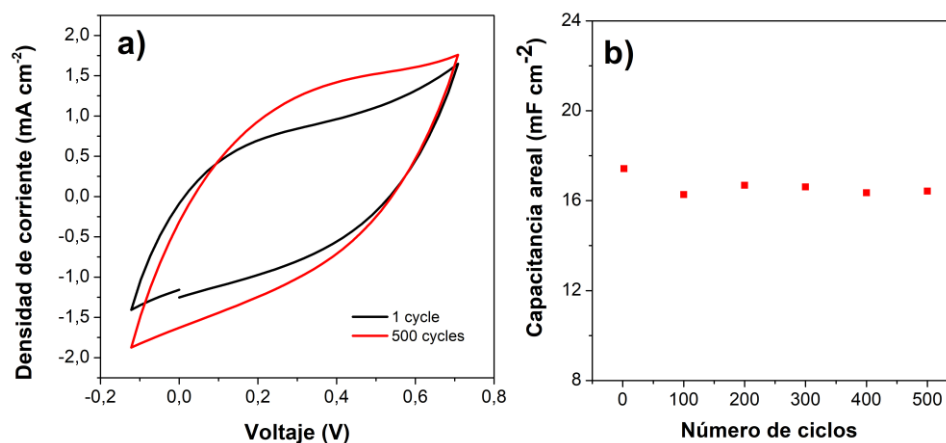 a)
Densidad de corriente (mA cm-2)
2,0
1,5
1,0
0,5
0,0
-0,5
-1,0
-1,5
-2,0
1 cycle
500 cycles
-0,2 0,0 0,2 0,4 0,6 0,8
Voltaje (V)
b)
Capacitancia areal (mF cm-2)
24
20
16
12
8
0 100 200 300 400 500
Número de ciclos